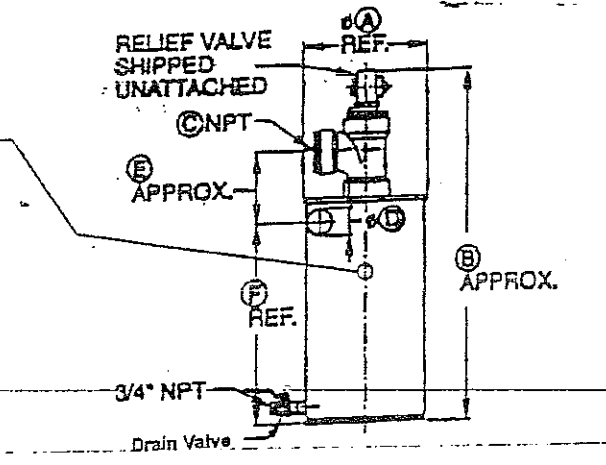 øⒶ
REF.
RELIEF VALVE
SHIPPED
UNATTACHED
ⒸNPT
Ⓔ
APPROX.
øⒹ
Ⓑ
APPROX.
Ⓕ
REF.
3/4" NPT
Drain Valve